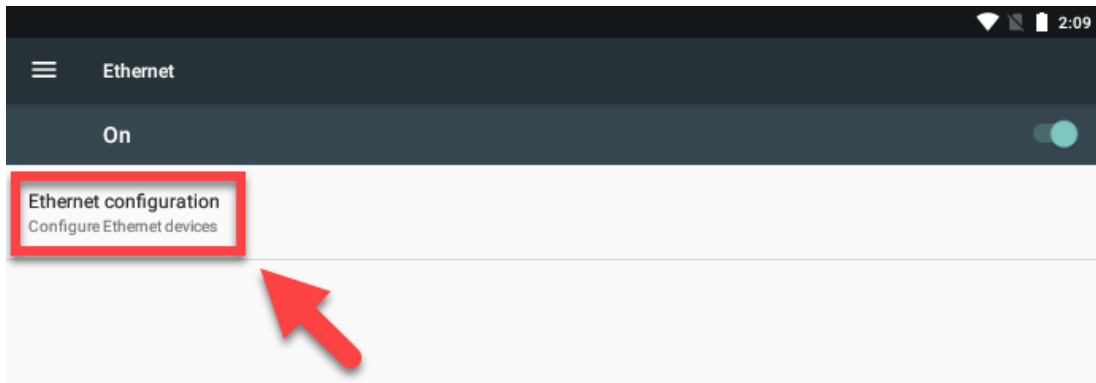 2:09
Ethernet
On
Ethernet configuration
Configure Ethernet devices